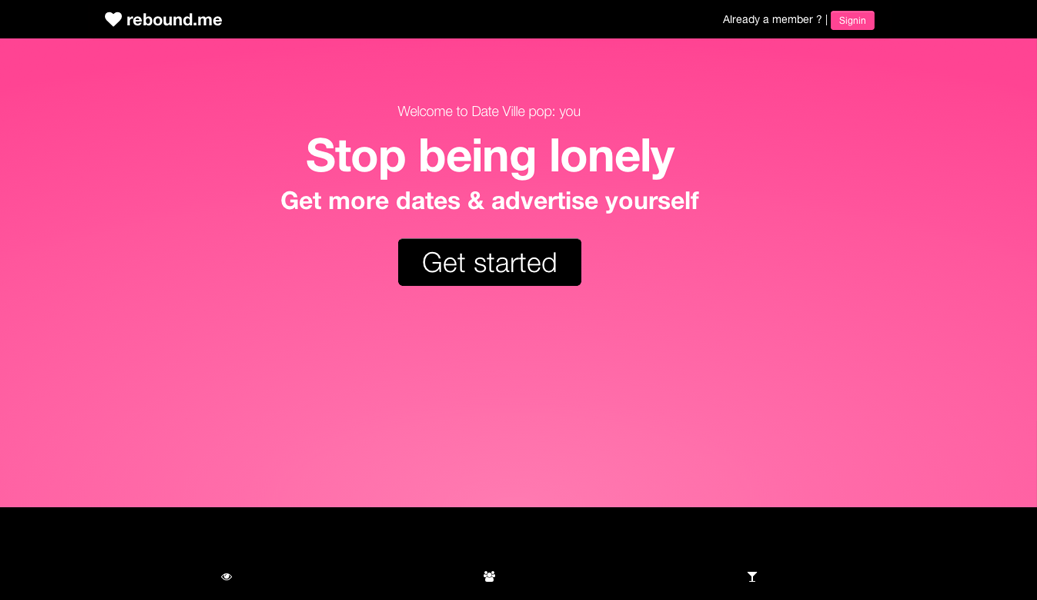 rebound.me
Already a member ? | Signin
Welcome to Date Ville pop: you
Stop being lonely
Get more dates & advertise yourself
Get started